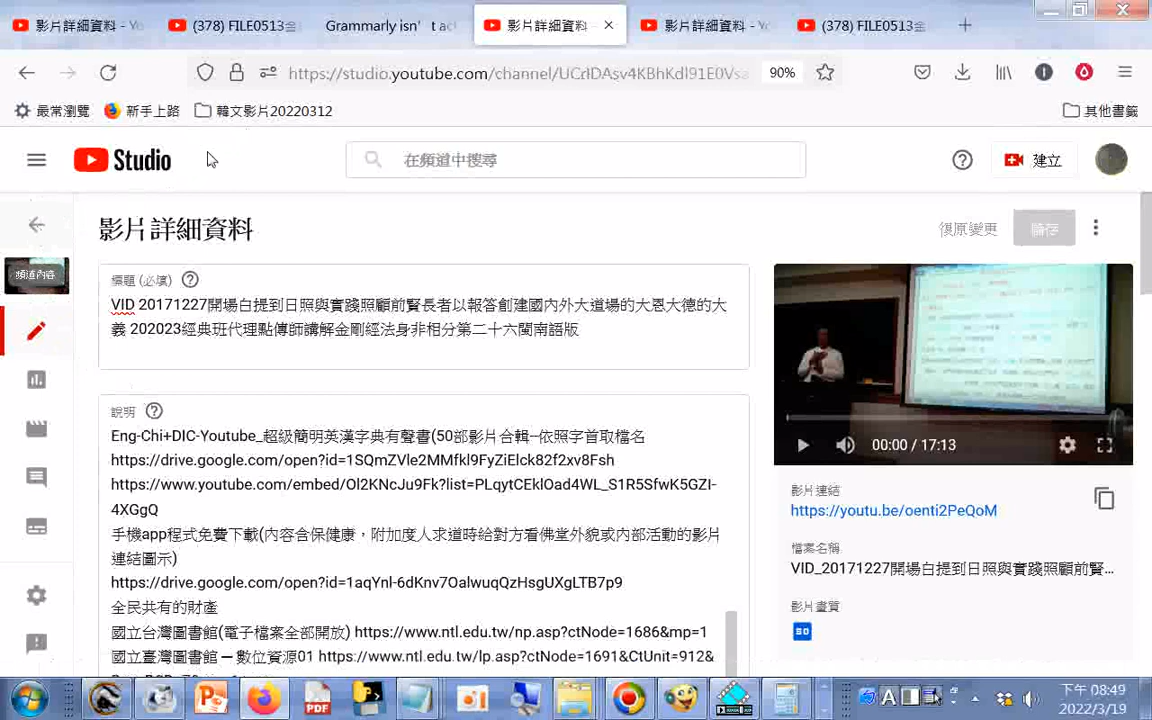 影片詳細資料 - Yo
(378) FILE0513金
Grammarly isn't ac
影片詳細資料 -
影片詳細資料 - Yo
(378) FILE0513金
https://studio.youtube.com/channel/UCrIDAsv4KBhKdl91E0Vsa
90%
最常瀏覽
新手上路
韓文影片20220312
其他書籤
Studio
在頻道中搜尋
建立
影片詳細資料
復原變更
儲存
頻道內容
標題 (必填)
VID 20171227開場白提到日照與實踐照顧前賢長者以報答創建國內外大道場的大恩大德的大
義 202023經典班代理點傳師講解金剛經法身非相分第二十六閩南語版
00:00 / 17:13
說明
Eng-Chi+DIC-Youtube_超級簡明英漢字典有聲書(50部影片合輯--依照字首取檔名
https://drive.google.com/open?id=1SQmZVle2MMfkl9FyZiElck82f2xv8Fsh
https://www.youtube.com/embed/Ol2KNcJu9Fk?list=PLqytCEklOad4WL_S1R5SfwK5GZI-
4XGgQ
手機app程式免費下載(內容含保健康，附加度人求道時給對方看佛堂外貌或內部活動的影片
連結圖示)
https://drive.google.com/open?id=1aqYnl-6dKnv7OalwuqQzHsgUXgLTB7p9
全民共有的財產
國立台灣圖書館(電子檔案全部開放) https://www.ntl.edu.tw/np.asp?ctNode=1686&mp=1
國立臺灣圖書館 – 數位資源01 https://www.ntl.edu.tw/lp.asp?ctNode=1691&CtUnit=912&
影片連結
https://youtu.be/oenti2PeQoM
檔案名稱
VID_20171227開場白提到日照與實踐照顧前賢...
影片畫質
SD
下午 08:49
2022/3/19